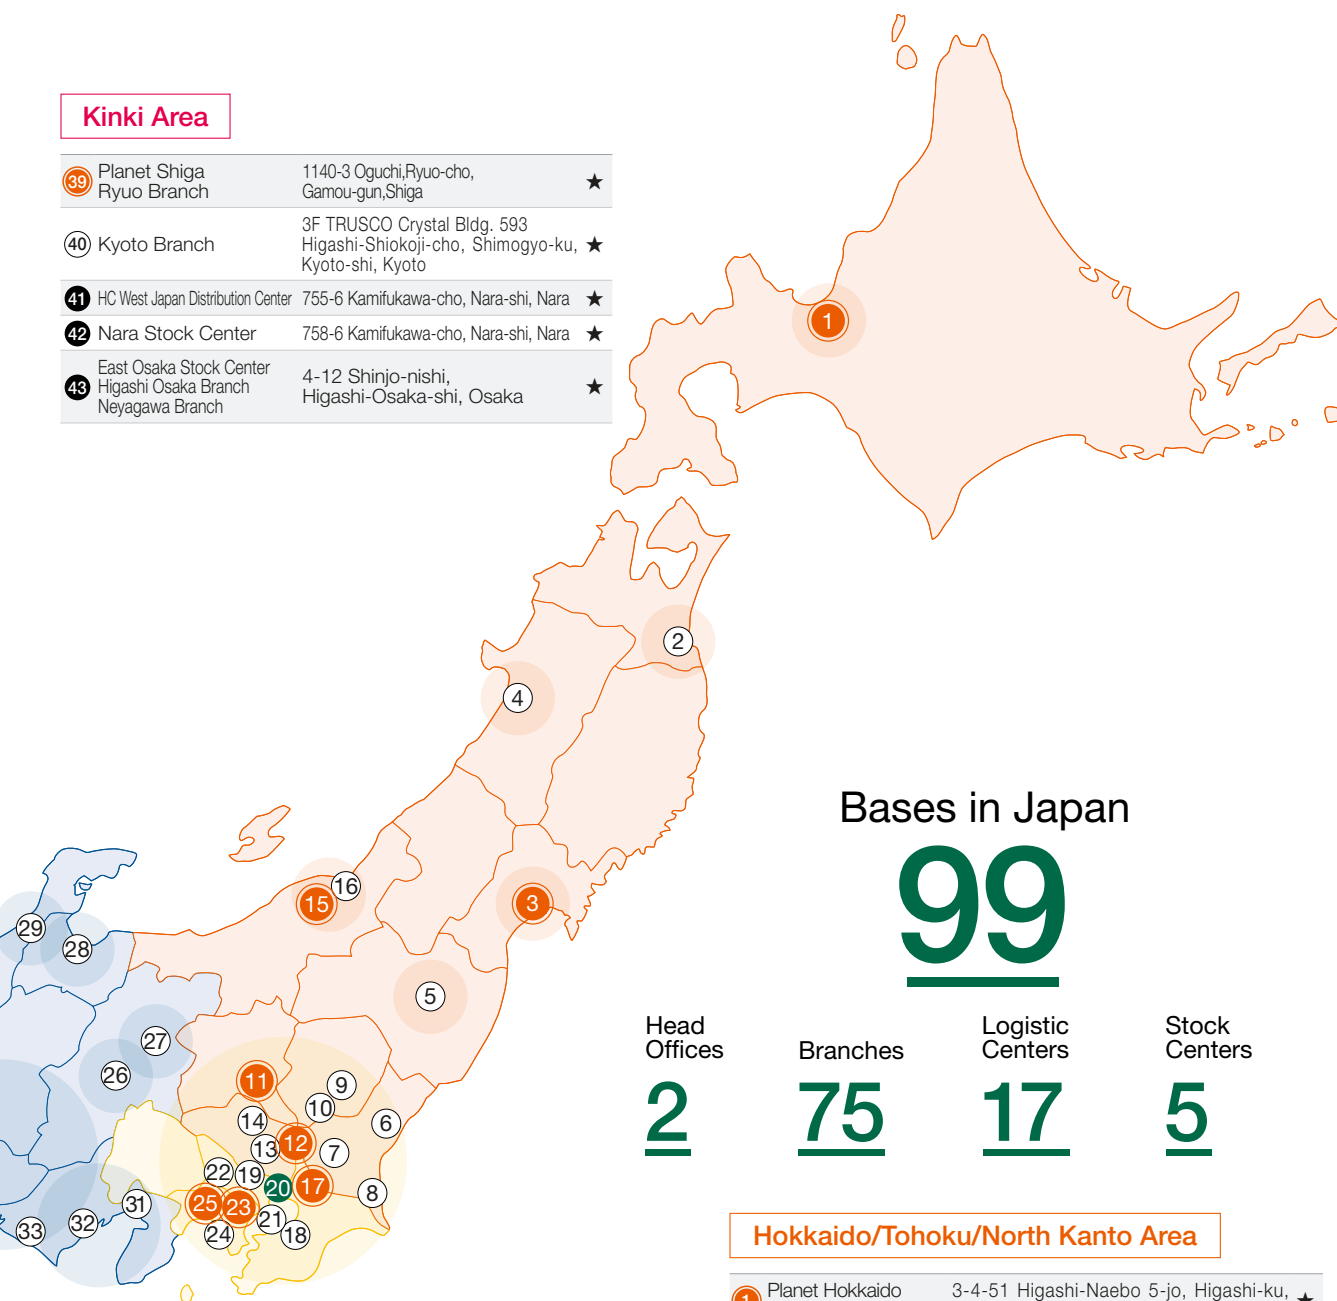 Kinki Area
39 Planet Shiga
Ryuo Branch
1140-3 Oguchi,Ryuo-cho,
Gamou-gun,Shiga
★
40 Kyoto Branch
3F TRUSCO Crystal Bldg. 593
Higashi-Shiokoji-cho, Shimogyo-ku,
Kyoto-shi, Kyoto
★
41 HC West Japan Distribution Center 755-6 Kamifukawa-cho, Nara-shi, Nara ★
42 Nara Stock Center 758-6 Kamifukawa-cho, Nara-shi, Nara ★
43 East Osaka Stock Center
Higashi Osaka Branch
Neyagawa Branch
4-12 Shinjo-nishi,
Higashi-Osaka-shi, Osaka
★
1
2
4
16
15
3
29
28
5
27
26
11
9
10
14
6
12
13
7
22
19
20
17
8
25
23
31
21
32
33
24
18
Bases in Japan
99
Head
Offices
2
Branches
75
Logistic
Centers
17
Stock
Centers
5
Hokkaido/Tohoku/North Kanto Area
1 Planet Hokkaido 3-4-51 Higashi-Naebo 5-jo, Higashi-ku, ★